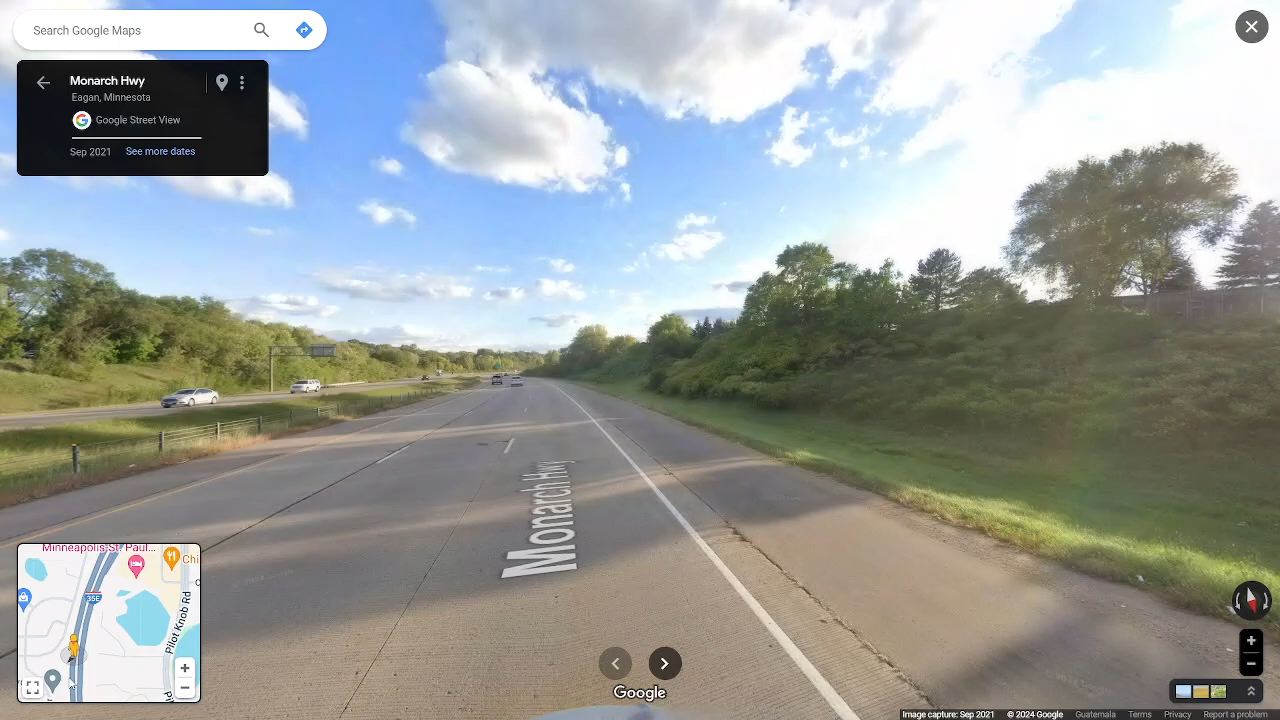 Search Google Maps
Monarch Hwy
Eagan, Minnesota
Google Street View
Sep 2021 See more dates
Monarch Hwy
Minneapolis-St. Paul...
Chi
35E
Pilot Knob Rd
Google
Image capture: Sep 2021 © 2024 Google Guatemala Terms Privacy Report a problem